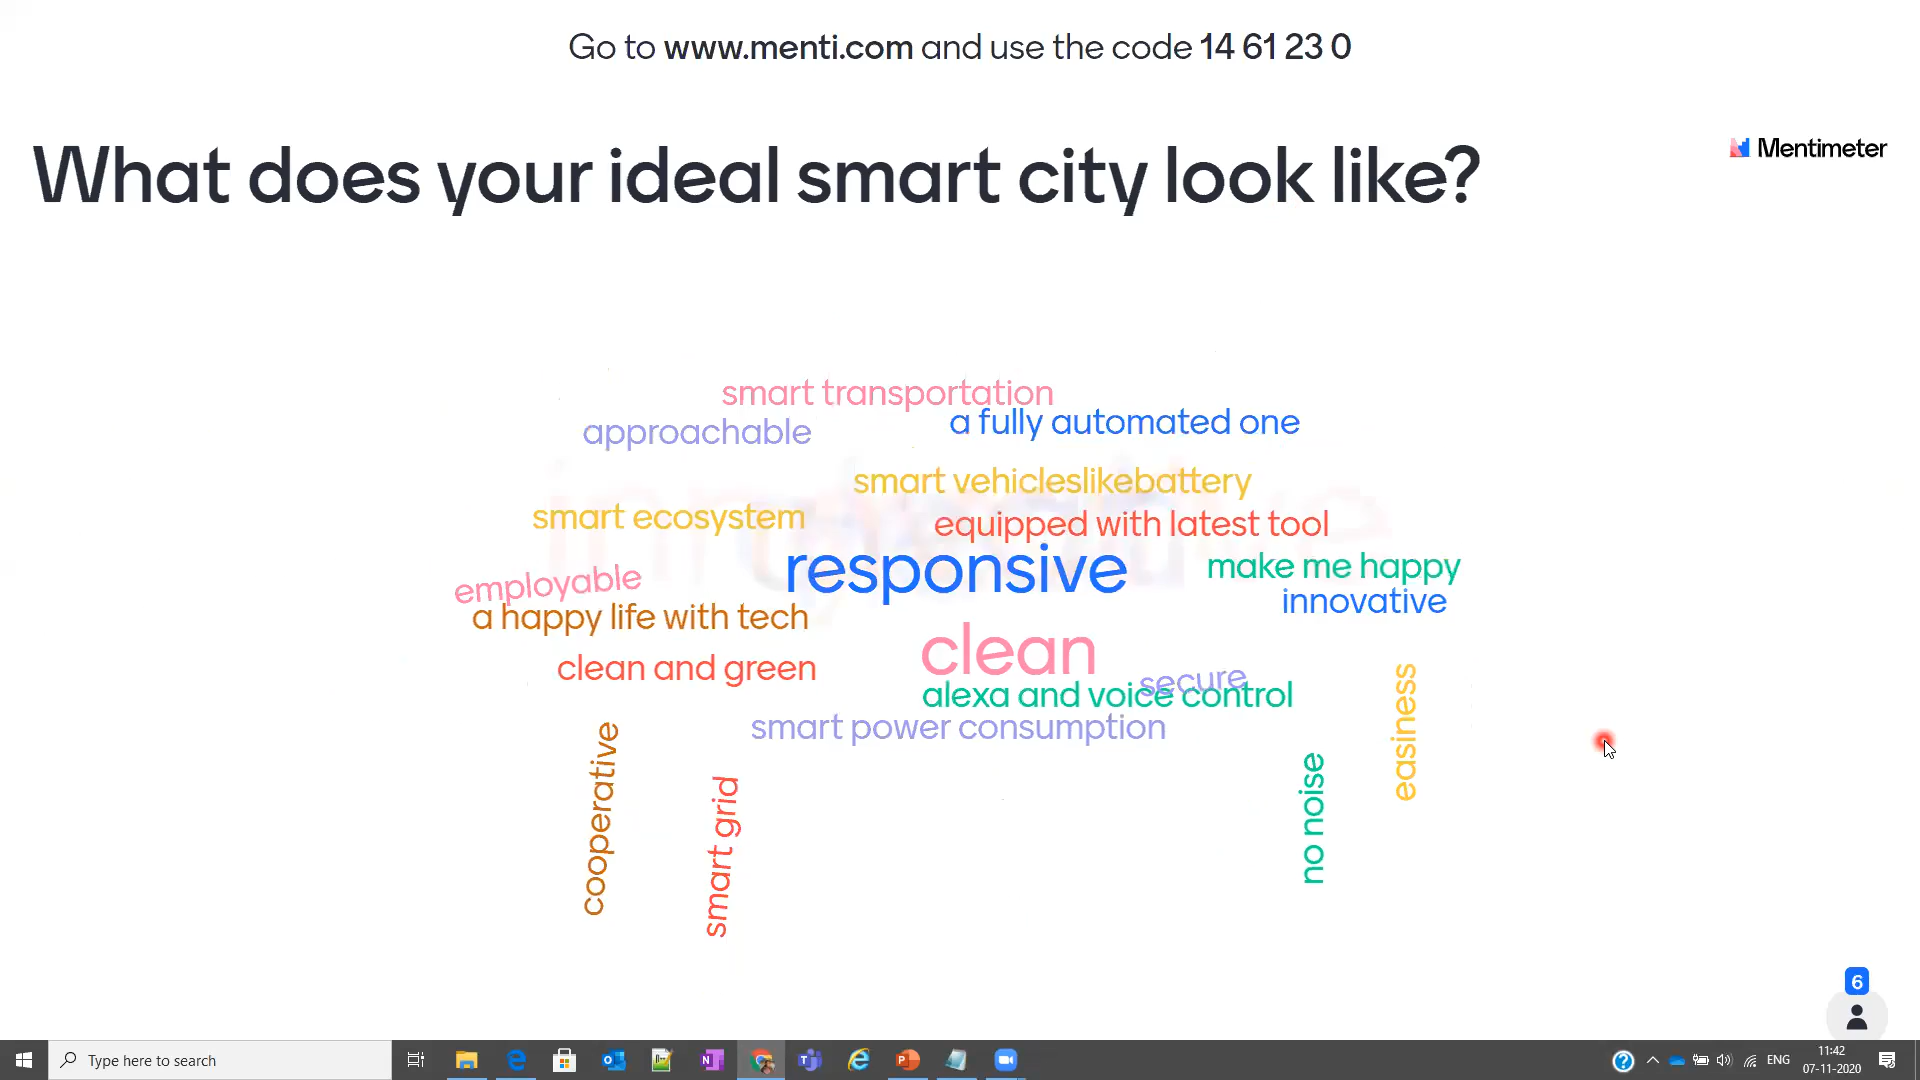 Go to www.menti.com and use the code 14 61 23 0
What does your ideal smart city look like?
Mentimeter
smart transportation
approachable
a fully automated one
smart vehicleslikebattery
smart ecosystem
equipped with latest tool
responsive
make me happy
employable
innovative
a happy life with tech
clean
clean and green
secure
alexa and voice control
smart power consumption
easiness
cooperative
smart grid
no noise
6
Type here to search
ENG
11:42
07-11-2020